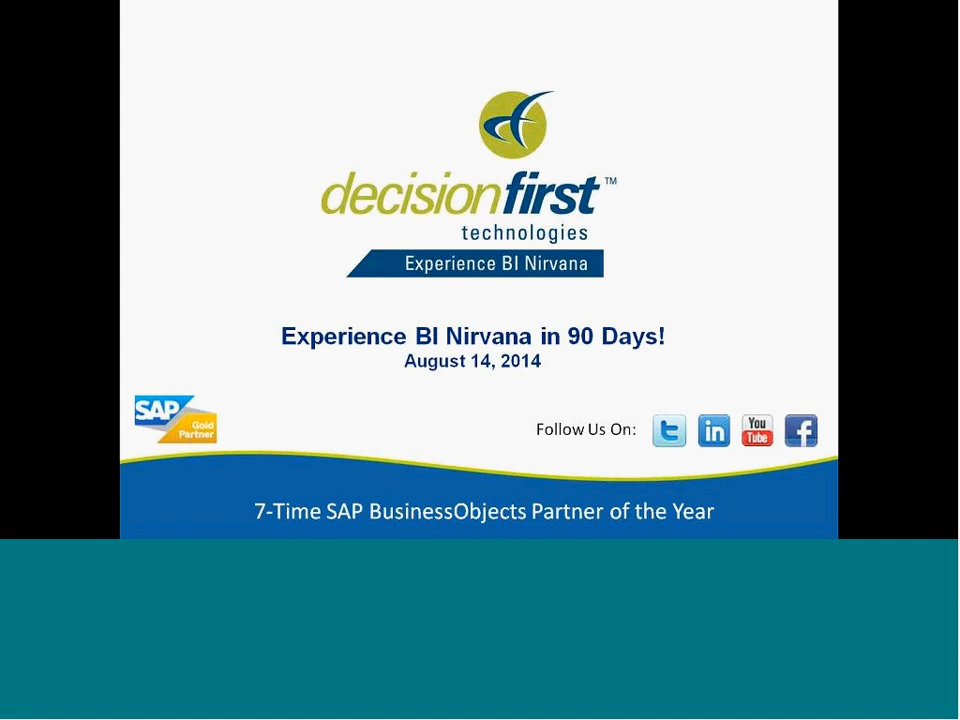 decisionfirst™
technologies
Experience BI Nirvana
Experience BI Nirvana in 90 Days!
August 14, 2014
SAP
Gold
Partner
Follow Us On:
t
in
You
Tube
f
7-Time SAP BusinessObjects Partner of the Year